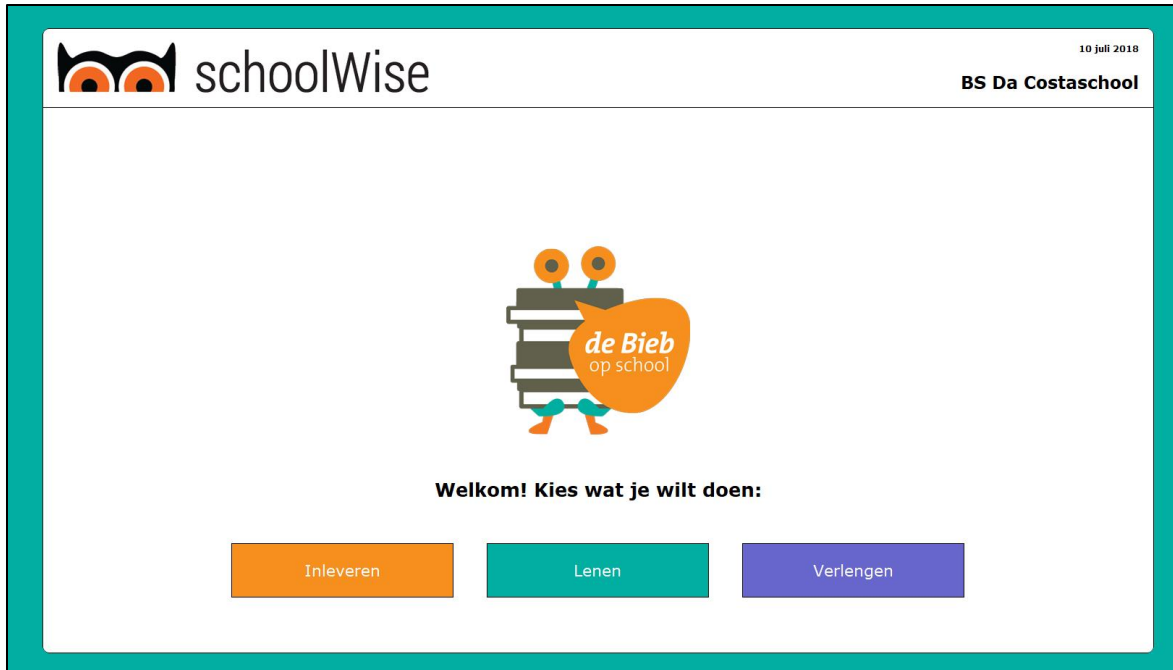 schoolWise
10 juli 2018
BS Da Costaschool
de Bieb
op school
Welkom! Kies wat je wilt doen:
Inleveren
Lenen
Verlengen